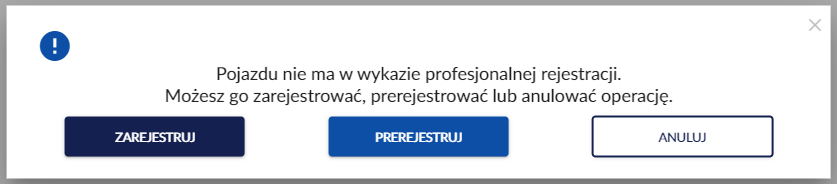 Pojazdu nie ma w wykazie profesjonalnej rejestracji.
Możesz go zarejestrować, prerejestrować lub anulować operację.
ZAREJESTRUJ
PREREJESTRUJ
ANULUJ